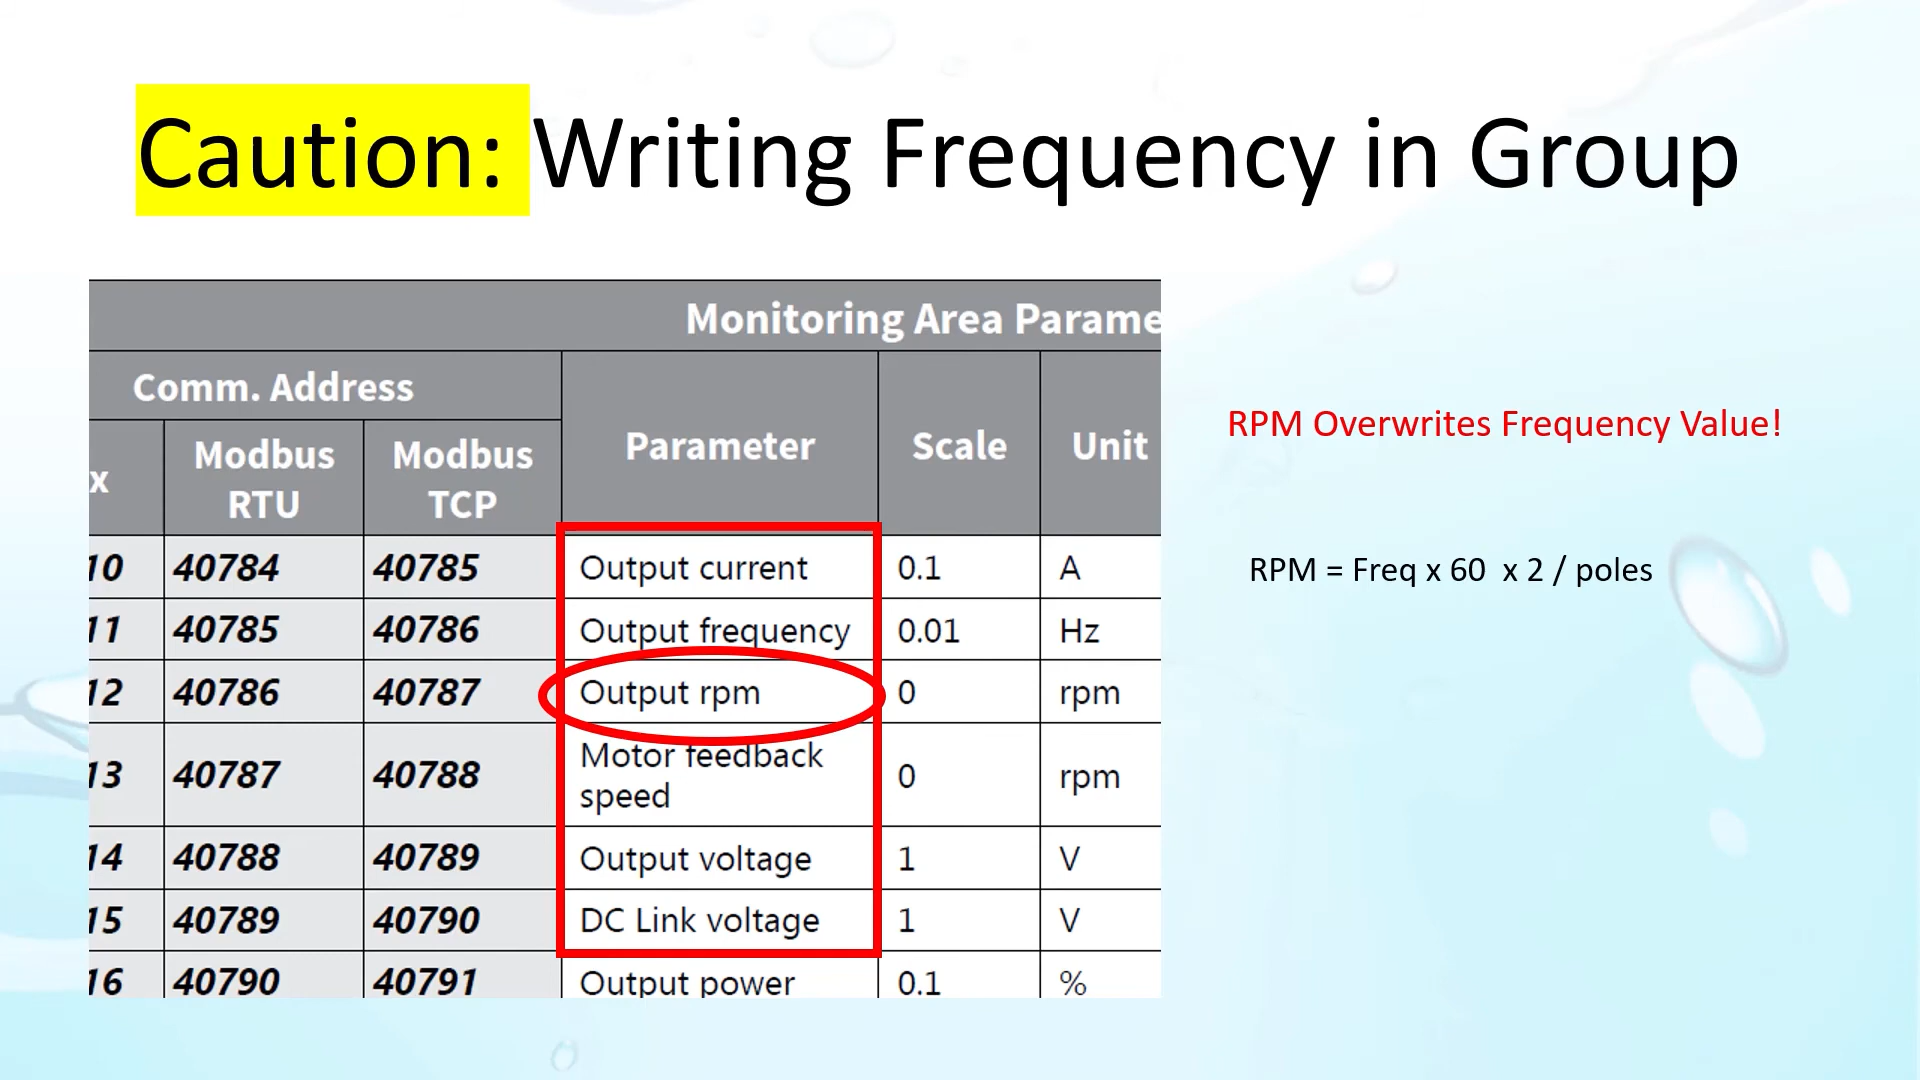 Caution: Writing Frequency in Group
Monitoring Area Parame
Comm. Address
Parameter
Scale
Unit
x
Modbus RTU
Modbus TCP
10 40784 40785 Output current 0.1 A
11 40785 40786 Output frequency 0.01 Hz
12 40786 40787 Output rpm 0 rpm
13 40787 40788 Motor feedback speed 0 rpm
14 40788 40789 Output voltage 1 V
15 40789 40790 DC Link voltage 1 V
16 40790 40791 Output power 0.1 %
RPM Overwrites Frequency Value!
RPM = Freq x 60  x 2 / poles